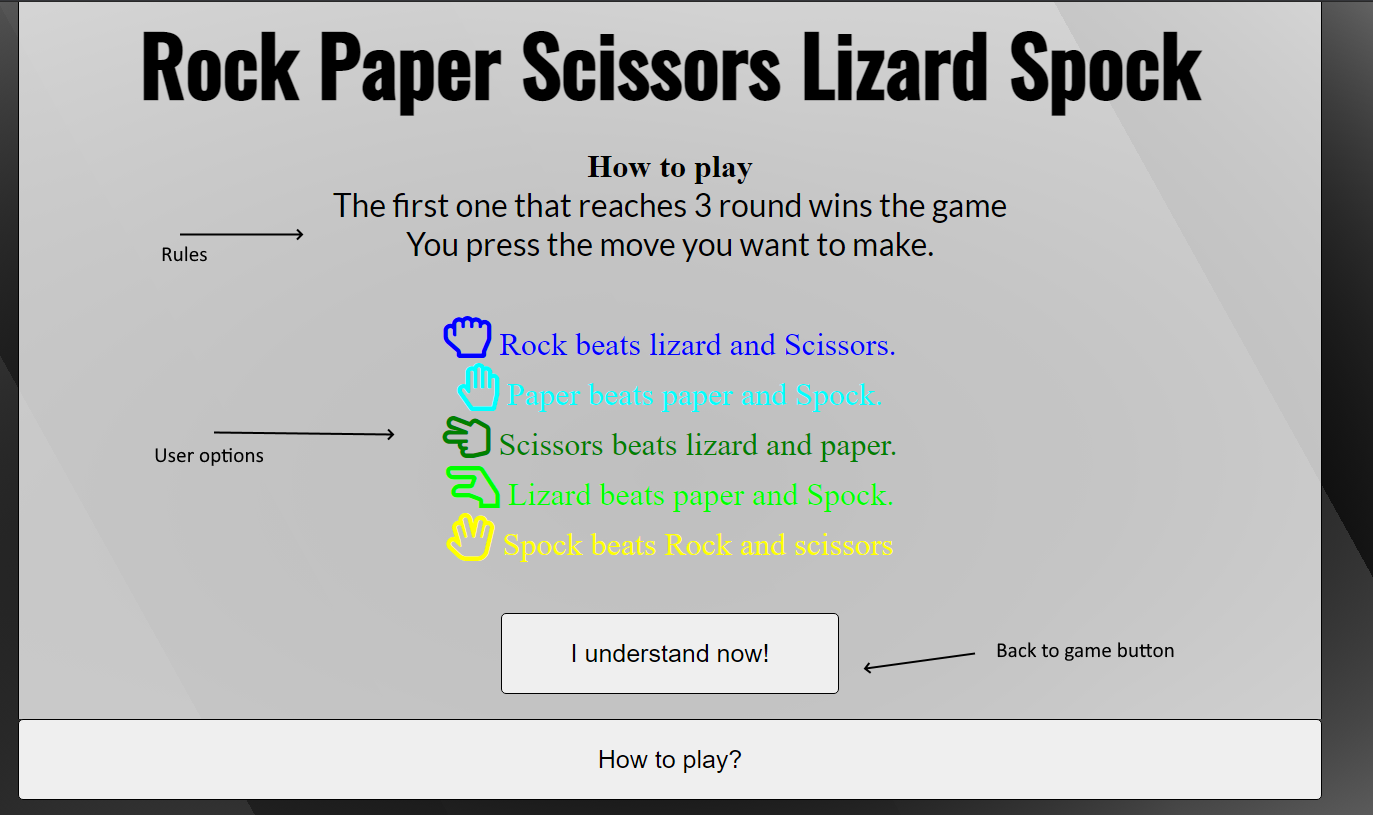 Rock Paper Scissors Lizard Spock
How to play
The first one that reaches 3 round wins the game
You press the move you want to make.
Rules
Rock beats lizard and Scissors.
Paper beats paper and Spock.
Scissors beats lizard and paper.
User options
Lizard beats paper and Spock.
Spock beats Rock and scissors
I understand now!
Back to game button
How to play?